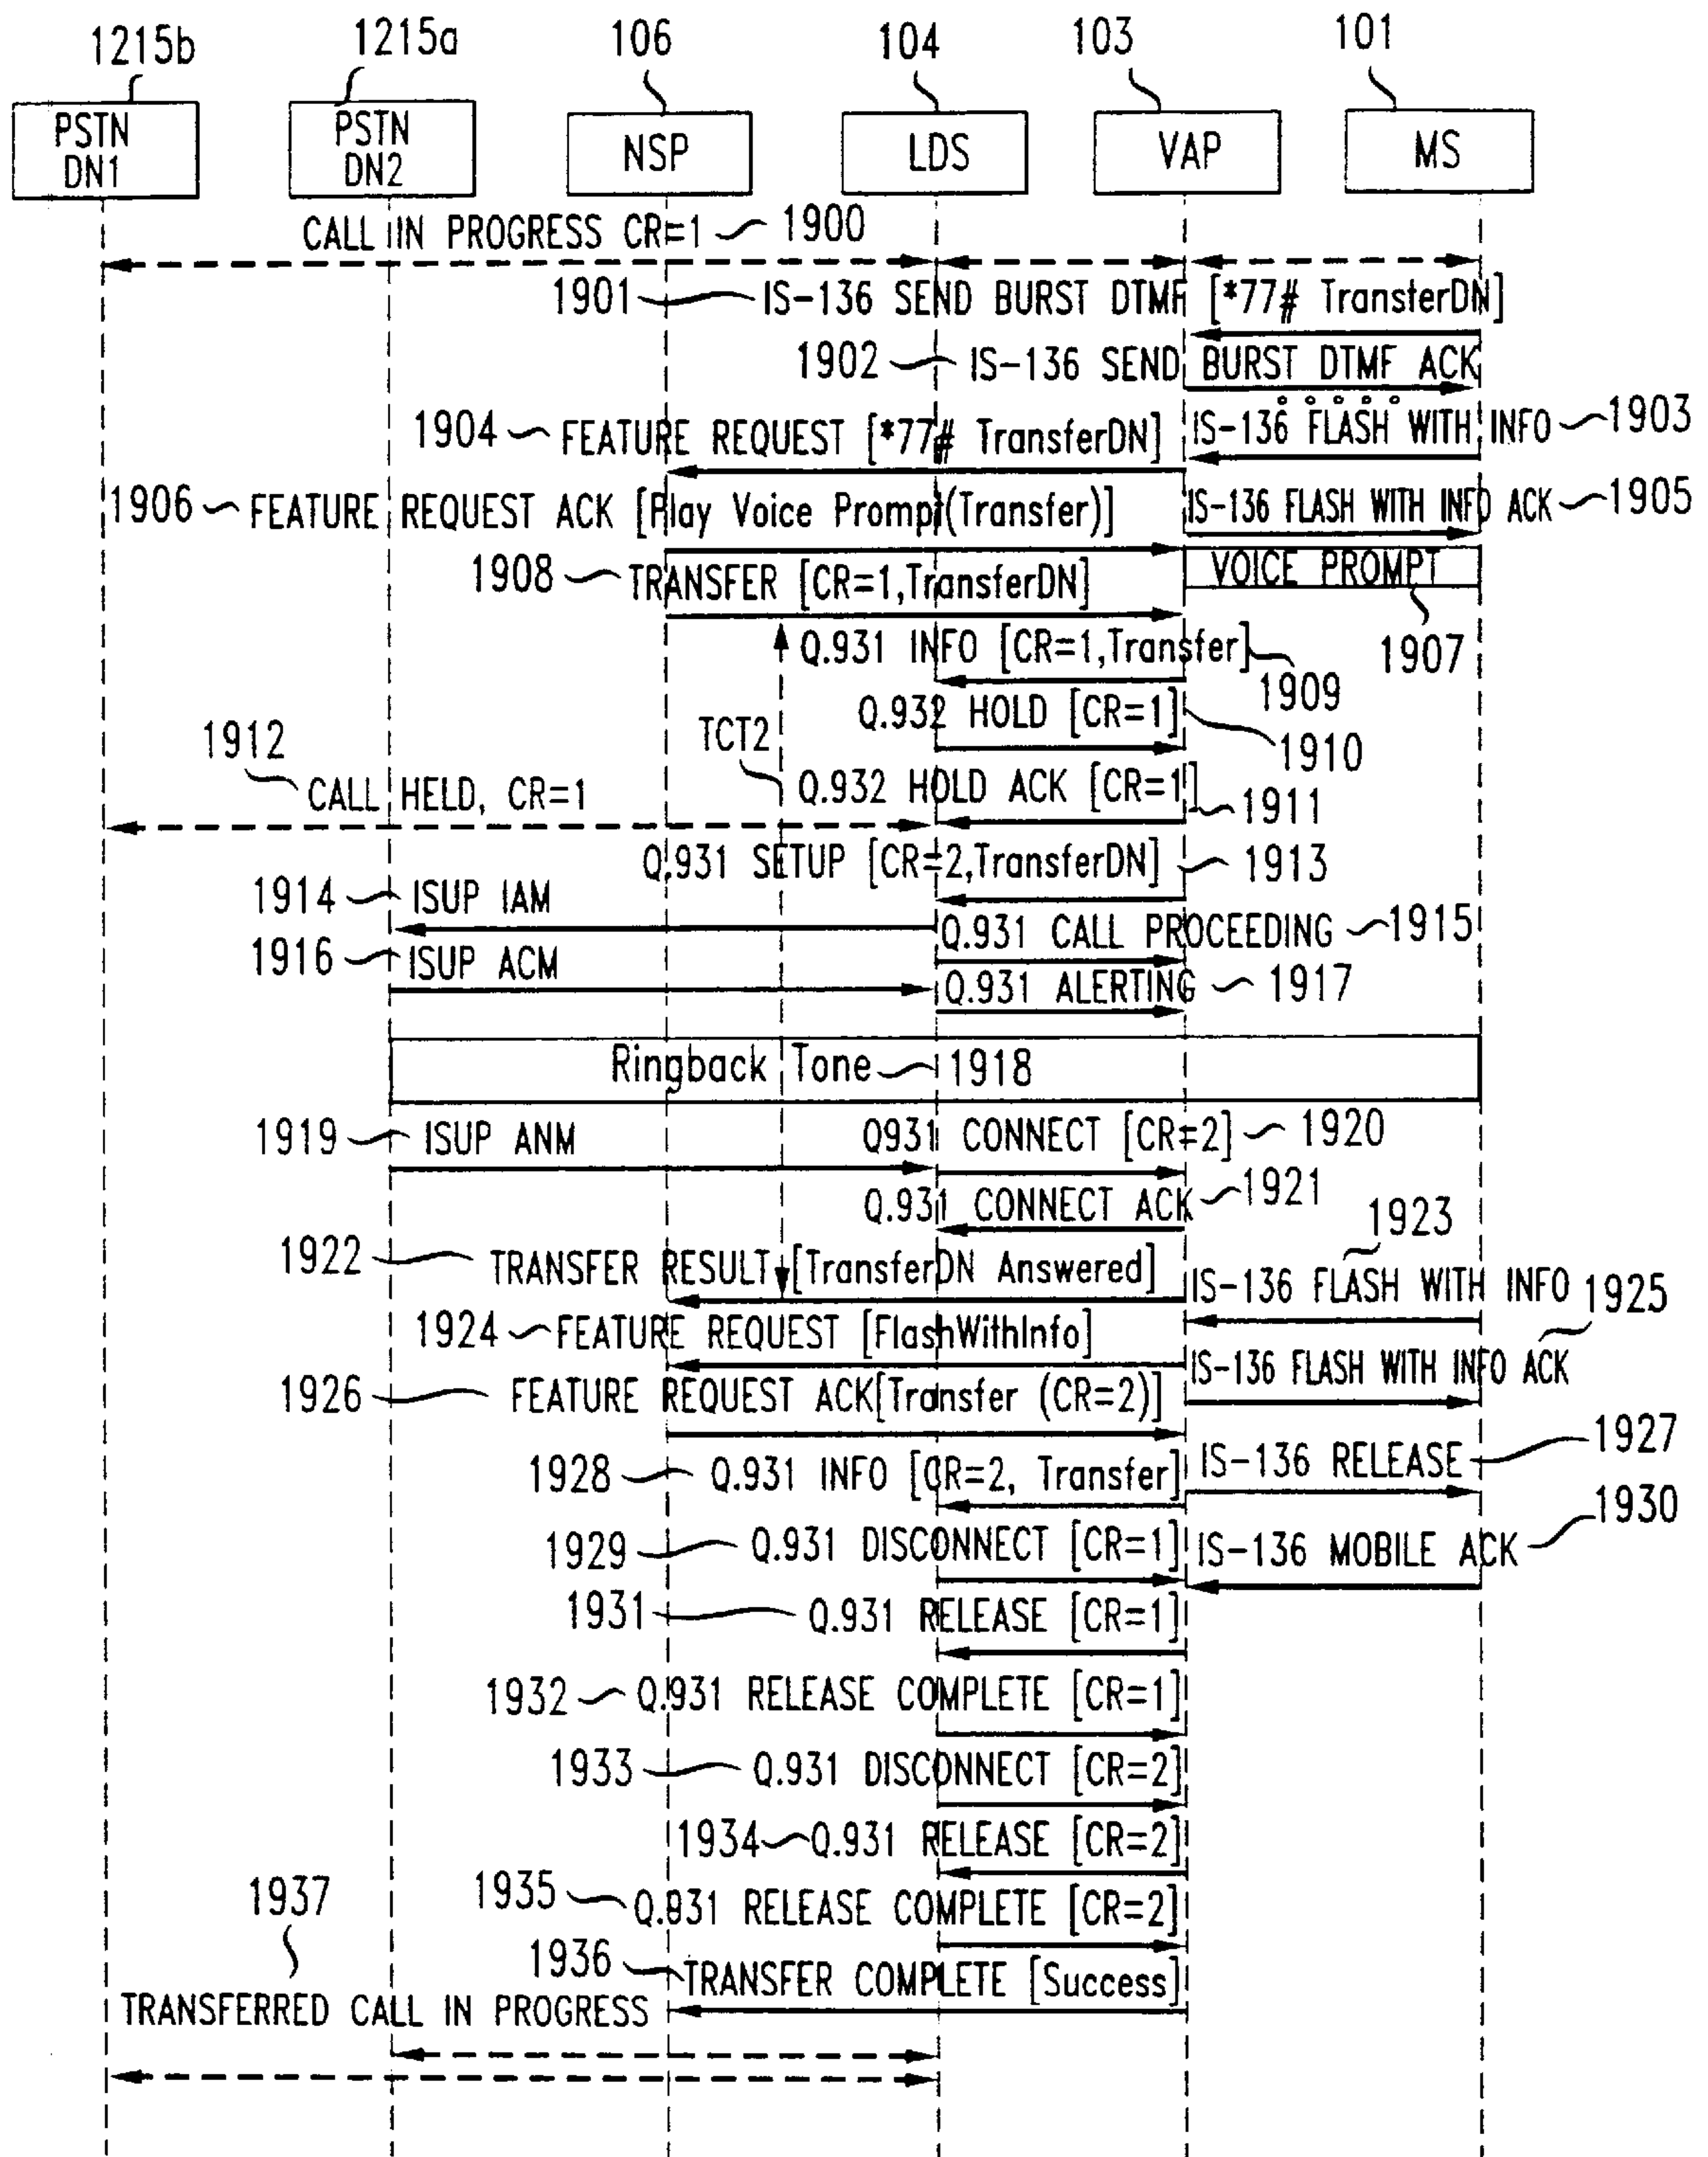 1215b
1215a
106
104
103
101
PSTN DN1
PSTN DN2
NSP
LDS
VAP
MS
CALL IN PROGRESS CR=1 1900
1901 IS-136 SEND BURST DTMF [*77# TransterDN]
1902 IS-136 SEND BURST DTMF ACK
1904 FEATURE REQUEST [*77# TransferDN]
IS-136 FLASH WITH INFO 1903
1906 FEATURE REQUEST ACK [Play Voice Prompt(Transfer)]
IS-136 FLASH WITH INFO ACK 1905
VOICE PROMPT
1907
1908 TRANSFER [CR=1,TransferDN]
Q.931 INFO [CR=1,Transfer]
1909
Q.932 HOLD [CR=1]
1910
TCT2
1912
CALL HELD, CR=1
Q.932 HOLD ACK [CR=1]
1911
Q.931 SETUP [CR=2,TransferDN] 1913
1914 ISUP IAM
Q.931 CALL PROCEEDING 1915
1916 ISUP ACM
Q.931 ALERTING 1917
Ringback Tone 1918
1919 ISUP ANM
Q931 CONNECT [CR=2] 1920
Q.931 CONNECT ACK 1921
1923
1922 TRANSFER RESULT [TransferDN Answered]
IS-136 FLASH WITH INFO
1925
1924 FEATURE REQUEST [FlashWithInfo]
IS-136 FLASH WITH INFO ACK
1926 FEATURE REQUEST ACK[Transfer (CR=2)]
1927
1928 Q.931 INFO [CR=2, Transfer]
IS-136 RELEASE
1930
1929 Q.931 DISCONNECT [CR=1]
IS-136 MOBILE ACK
1931 Q.931 RELEASE [CR=1]
1932 Q.931 RELEASE COMPLETE [CR=1]
1933 Q.931 DISCONNECT [CR=2]
1934 Q.931 RELEASE [CR=2]
1935 Q.931 RELEASE COMPLETE [CR=2]
1936 TRANSFER COMPLETE [Success]
1937
TRANSFERRED CALL IN PROGRESS